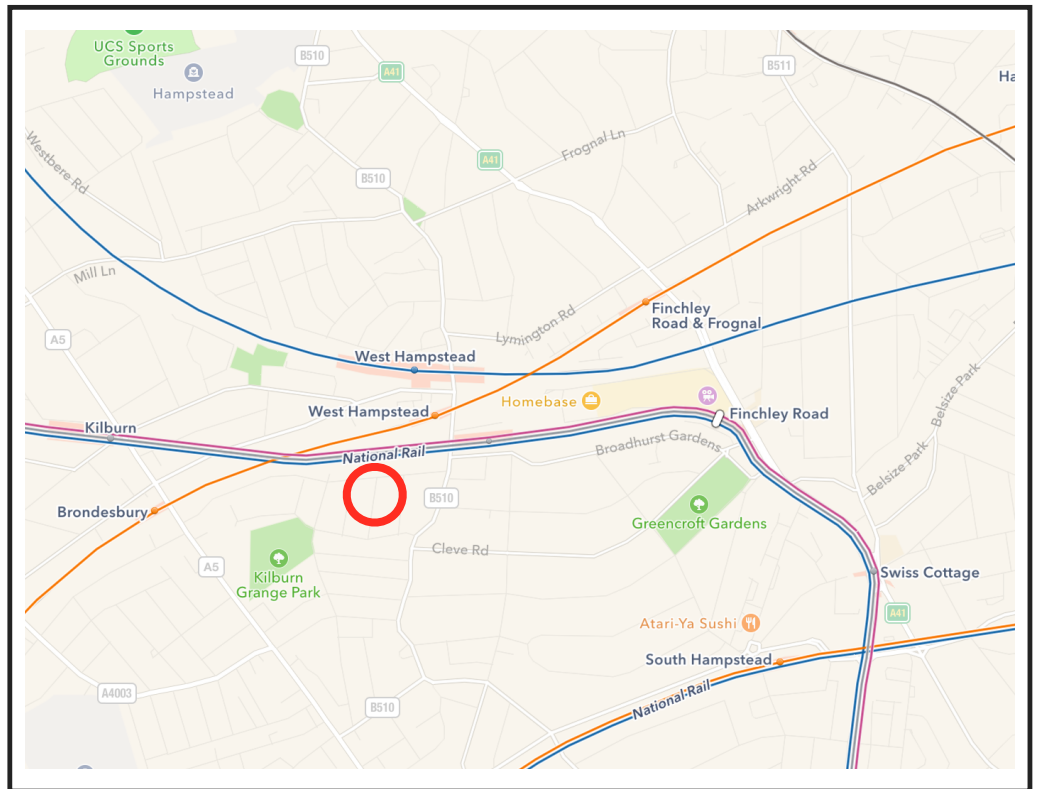 UCS Sports
Grounds
B510
A41
B511
Ha
Hampstead
Westbere Rd
Frognal Ln
A41
B510
Arkwright Rd
Mill Ln
Finchley
Road & Frognal
Lymington Rd
A5
West Hampstead
Belsize Park
Homebase
West Hampstead
Finchley Road
Kilburn
Broadhurst Gardens
National Rail
Belsize Park
B510
Brondesbury
Greencroft Gardens
Cleve Rd
A5
Kilburn
Grange Park
Swiss Cottage
A41
Atari-Ya Sushi
South Hampstead
A4003
National Rail
B510